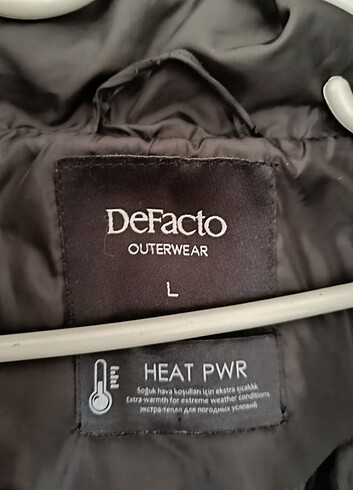 DeFacto
OUTERWEAR
L
HEAT PWR
Soğuk hava koşulları için ekstra sıcaklık
Extra warmth for extreme weather conditions
экстра-тепло для погодных условий